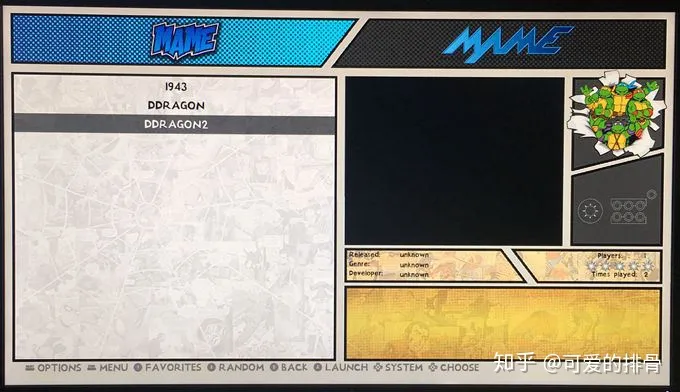 MAME
MAME
1943
DDRAGON
DDRAGON2
Released: unknown
Genre: unknown
Developer: unknown
Players:
Times played: 2
OPTIONS MENU FAVORITES RANDOM BACK LAUNCH SYSTEM CHOOSE
知乎 @可爱的排骨